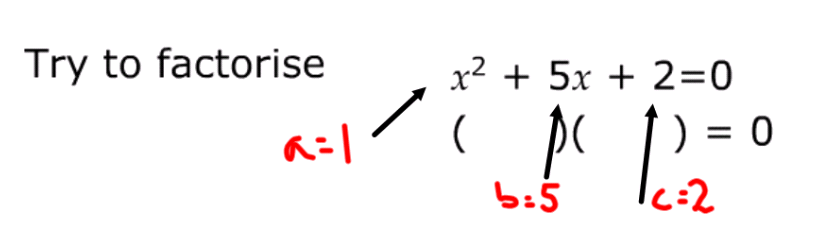 Try to factorise
x² + 5x + 2=0
(      )(      ) = 0
a=1
b=5
c=2